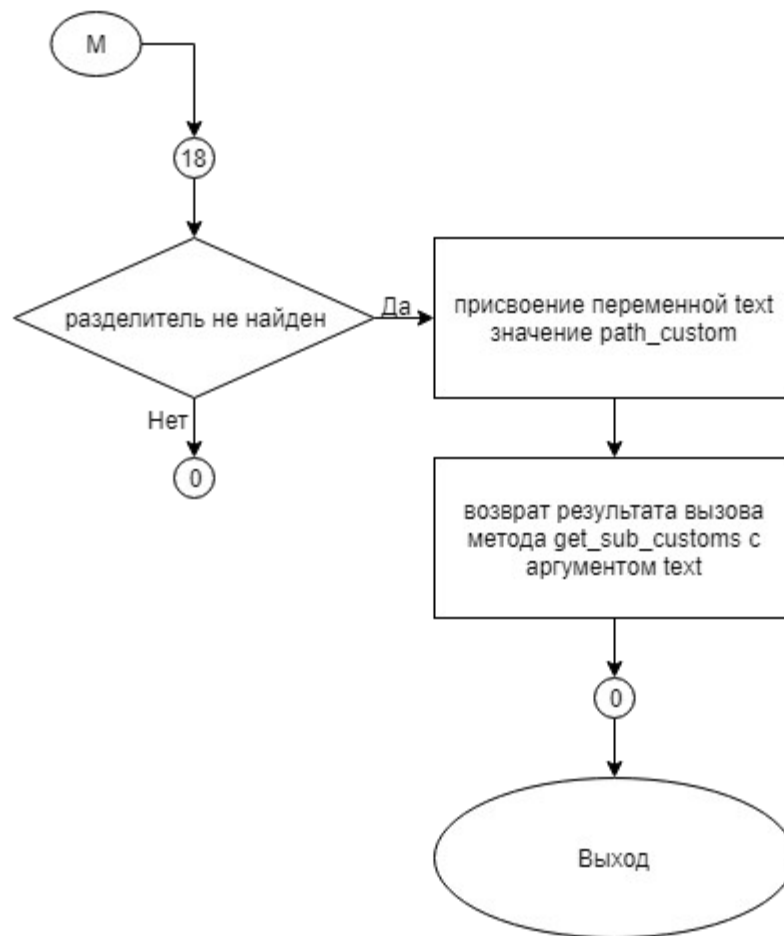 М
18
разделитель не найден
Да
присвоение переменной text
значение path_custom
Нет
0
возврат результата вызова
метода get_sub_customs с
аргументом text
0
Выход